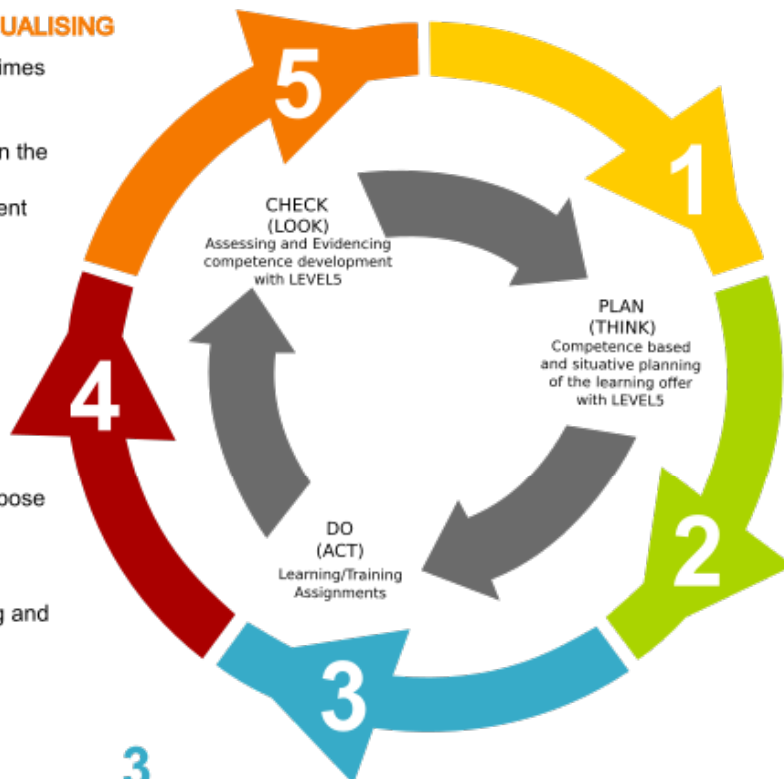 UALISING
imes
n the
ent
pose
g and
5
1
4
2
3
3
CHECK
(LOOK)
Assessing and Evidencing
competence development
with LEVEL5
PLAN
(THINK)
Competence based
and situative planning
of the learning offer
with LEVEL5
DO
(ACT)
Learning/Training
Assignments